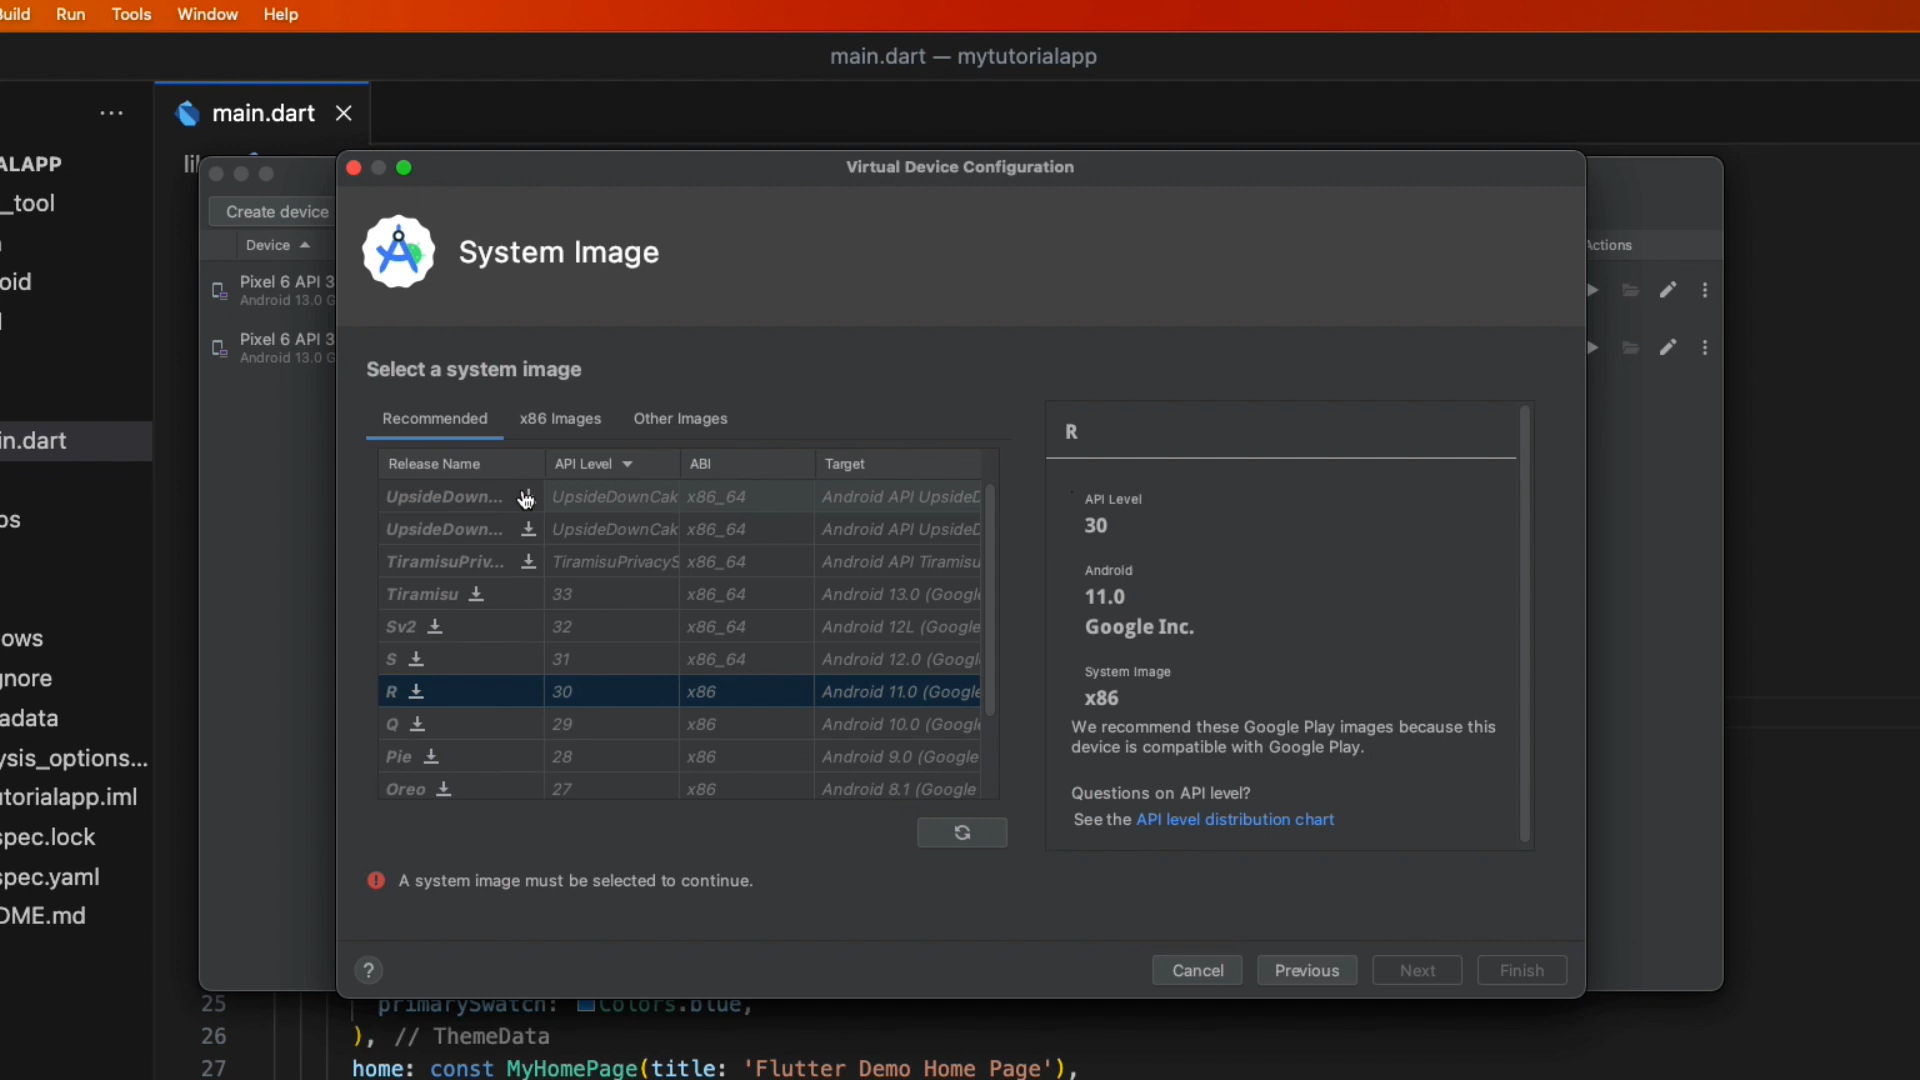 Build Run Tools Window Help
main.dart — mytutorialapp
main.dart
ALAPP
_tool
oid
in.dart
os
ows
gnore
adata
ysis_options...
utorialapp.iml
spec.lock
spec.yaml
DME.md
Create device
Device
Pixel 6 API 3
Android 13.0 G
Pixel 6 API 3
Android 13.0 G
Actions
Virtual Device Configuration
System Image
Select a system image
Recommended x86 Images Other Images
Release Name API Level ABI Target
UpsideDown... UpsideDownCak x86_64 Android API UpsideD
UpsideDown... UpsideDownCak x86_64 Android API UpsideD
TiramisuPriv... TiramisuPrivacyS x86_64 Android API Tiramisu
Tiramisu 33 x86_64 Android 13.0 (Googl
Sv2 32 x86_64 Android 12L (Google
S 31 x86_64 Android 12.0 (Googl
R 30 x86 Android 11.0 (Google
Q 29 x86 Android 10.0 (Googl
Pie 28 x86 Android 9.0 (Google
Oreo 27 x86 Android 8.1 (Google
R
API Level
30
Android
11.0
Google Inc.
System Image
x86
We recommend these Google Play images because this
device is compatible with Google Play.
Questions on API level?
See the API level distribution chart
A system image must be selected to continue.
? Cancel Previous Next Finish
25 primarySwatch: Colors.blue,
26 ), // ThemeData
27 home: const MyHomePage(title: 'Flutter Demo Home Page'),